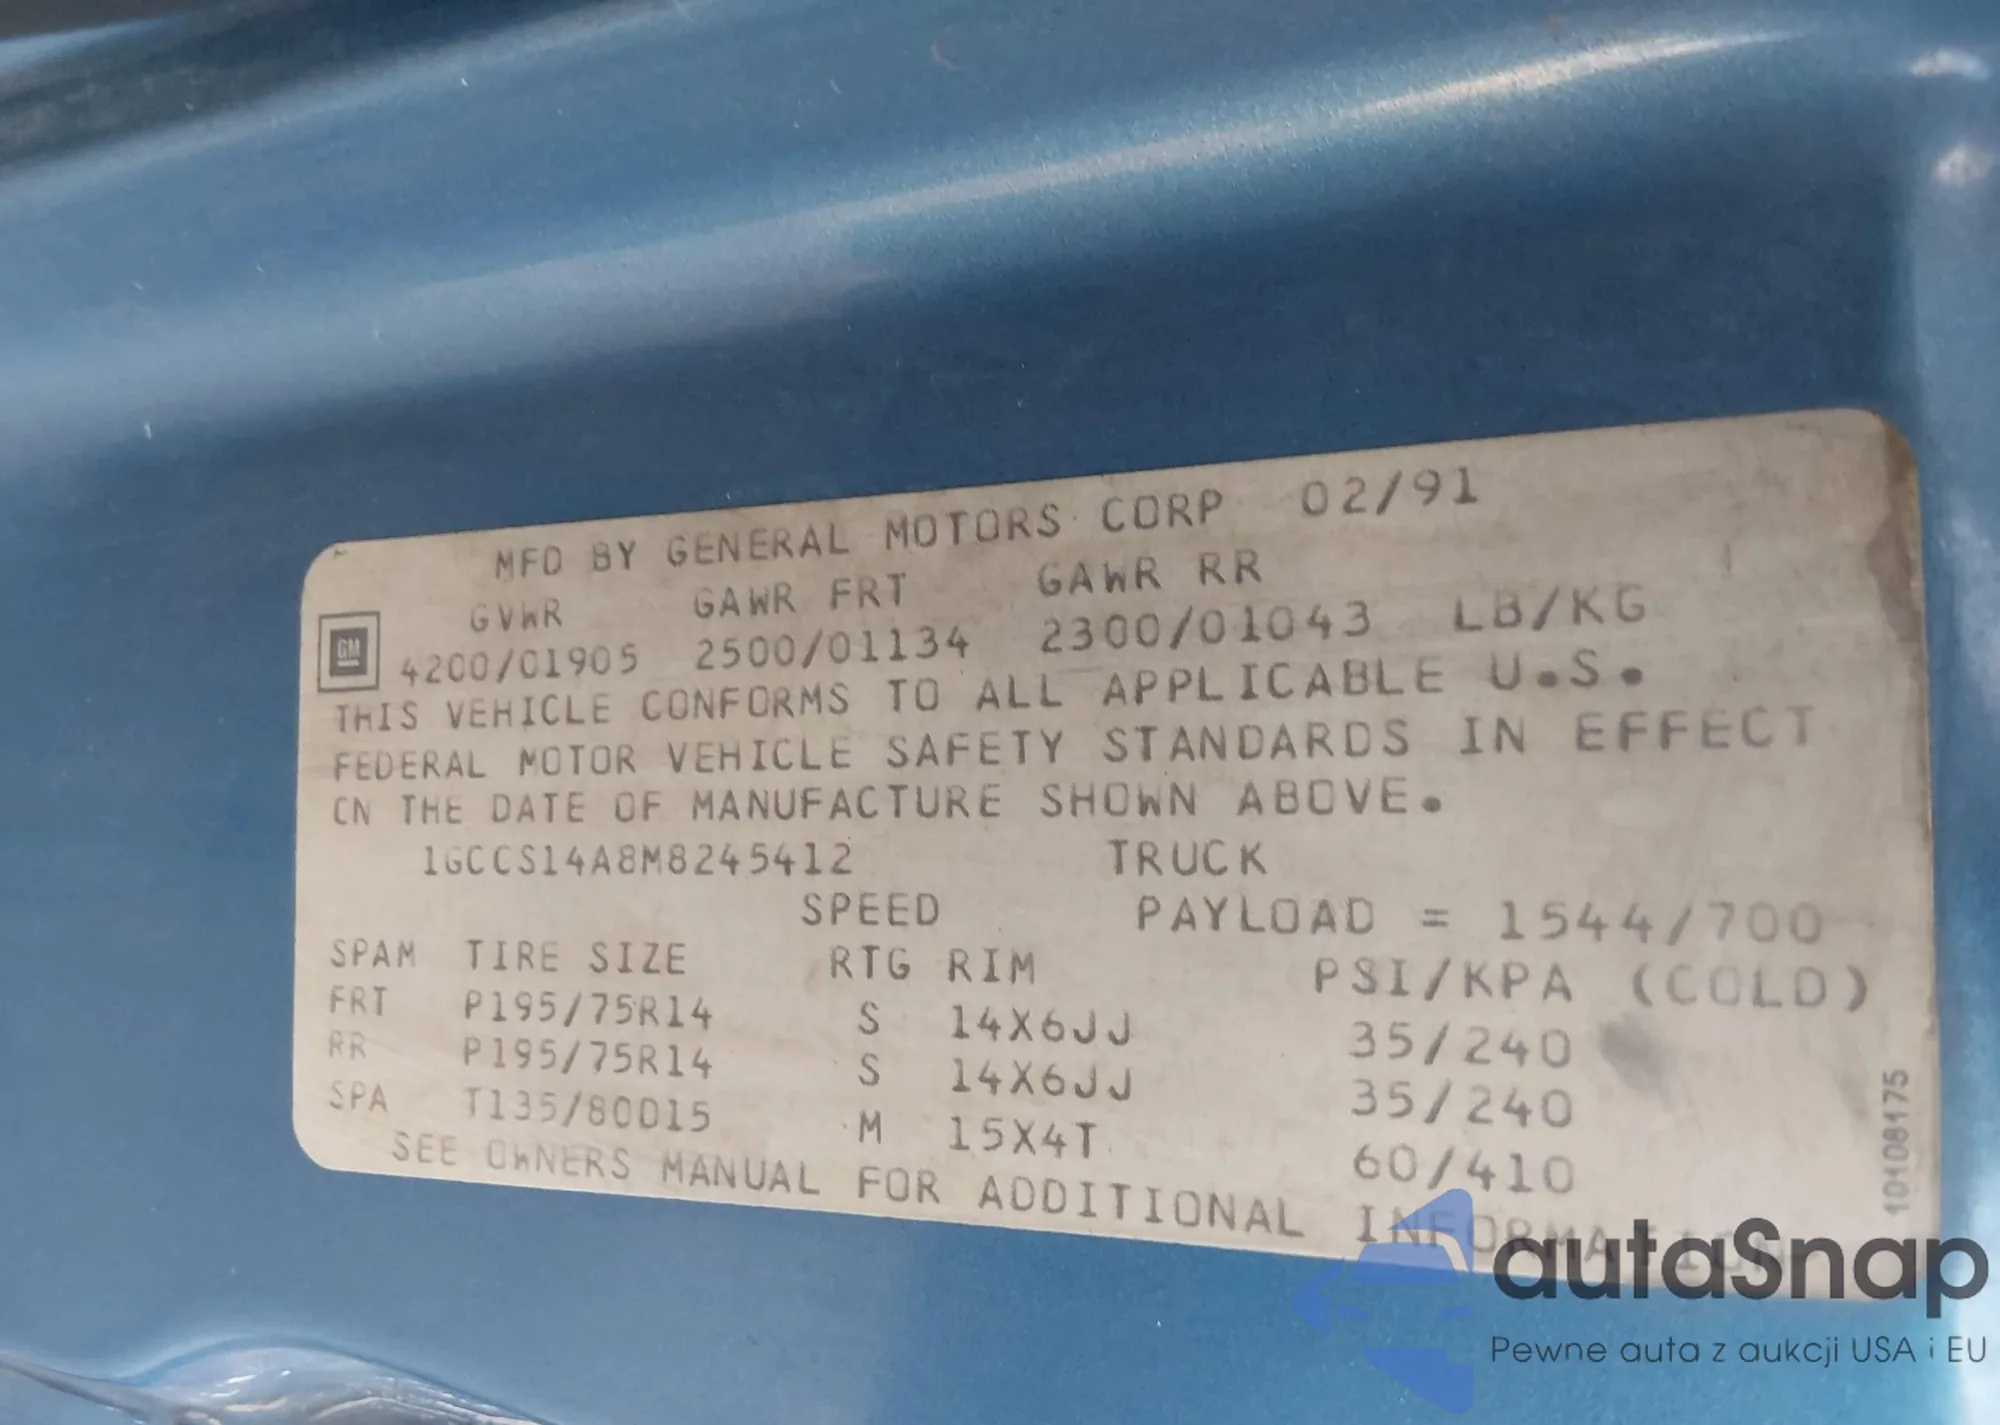 MFD BY GENERAL MOTORS CORP 02/91
GVWR GAWR FRT GAWR RR
GM 4200/01905 2500/01134 2300/01043 LB/KG
THIS VEHICLE CONFORMS TO ALL APPLICABLE U.S.
FEDERAL MOTOR VEHICLE SAFETY STANDARDS IN EFFECT
ON THE DATE OF MANUFACTURE SHOWN ABOVE.
1GCCS14A8M8245412 TRUCK
SPEED PAYLOAD = 1544/700
SPAM TIRE SIZE RTG RIM PSI/KPA (COLD)
FRT P195/75R14 S 14X6JJ 35/240
RR P195/75R14 S 14X6JJ 35/240
SPA T135/80D15 M 15X4T 60/410
SEE OWNERS MANUAL FOR ADDITIONAL INFORMATION
10108175
autaSnap
Pewne auta z aukcji USA i EU